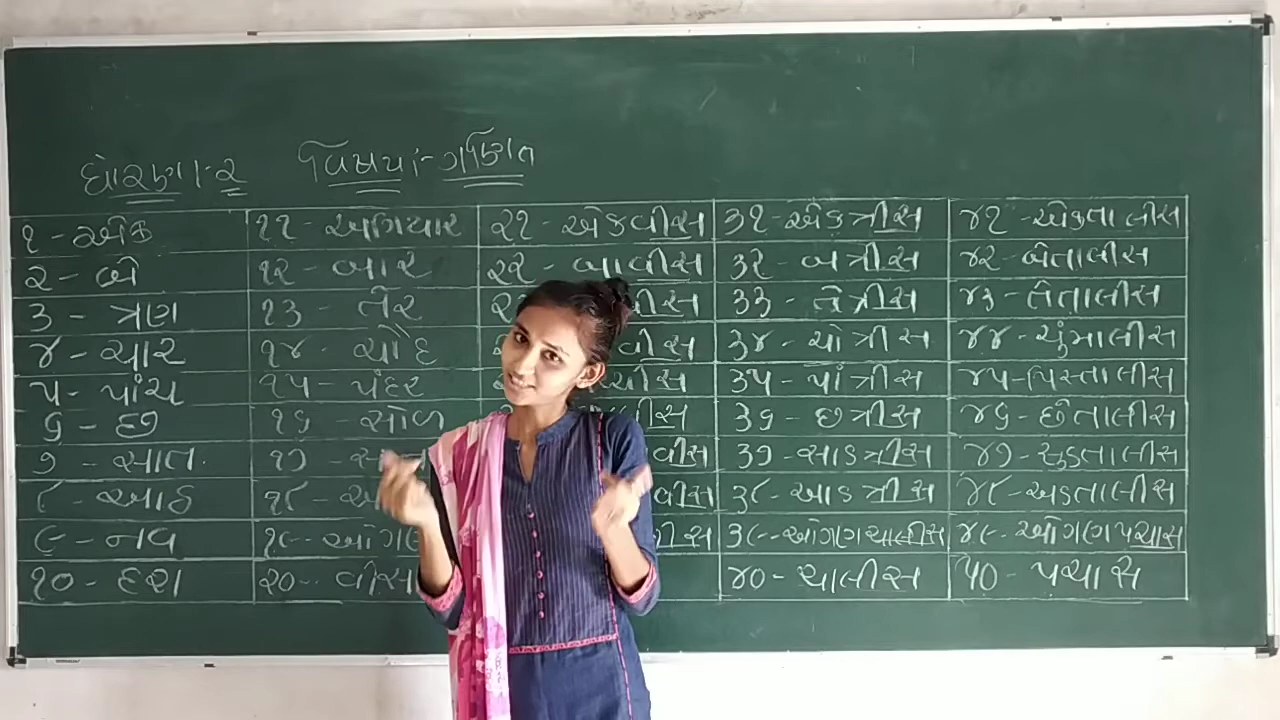 ધોરણ :- ૨ વિષય :- ગણિત
૧ - એક ૧૧ - અગિયાર ૨૧ - એકવીસ ૩૧ - એકત્રીસ ૪૧ - એકતાલીસ
૨ - બે ૧૨ - બાર ૨૨ - બાવીસ ૩૨ - બત્રીસ ૪૨ - બેતાલીસ
૩ - ત્રણ ૧૩ - તેર ૩૩ - તેત્રીસ ૪૩ - તેતાલીસ
૪ - ચાર ૧૪ - ચૌદ ૩૪ - ચોત્રીસ ૪૪ - ચુંમાલીસ
૫ - પાંચ ૧૫ - પંદર ૩૫ - પાંત્રીસ ૪૫ - પિસ્તાલીસ
૬ - છ ૧૬ - સોળ ૩૬ - છત્રીસ ૪૬ - છેતાલીસ
૭ - સાત ૧૭ - ૩૭ - સાડત્રીસ ૪૭ - સુડતાલીસ
૮ - આઠ ૧૮ - ૩૮ - આડત્રીસ ૪૮ - અડતાલીસ
૯ - નવ ૧૯ - ૩૯ - ઓગણચાલીસ ૪૯ - ઓગણપચાસ
૧૦ - દશ ૨૦ - વીસ ૪૦ - ચાલીસ ૫૦ - પચાસ